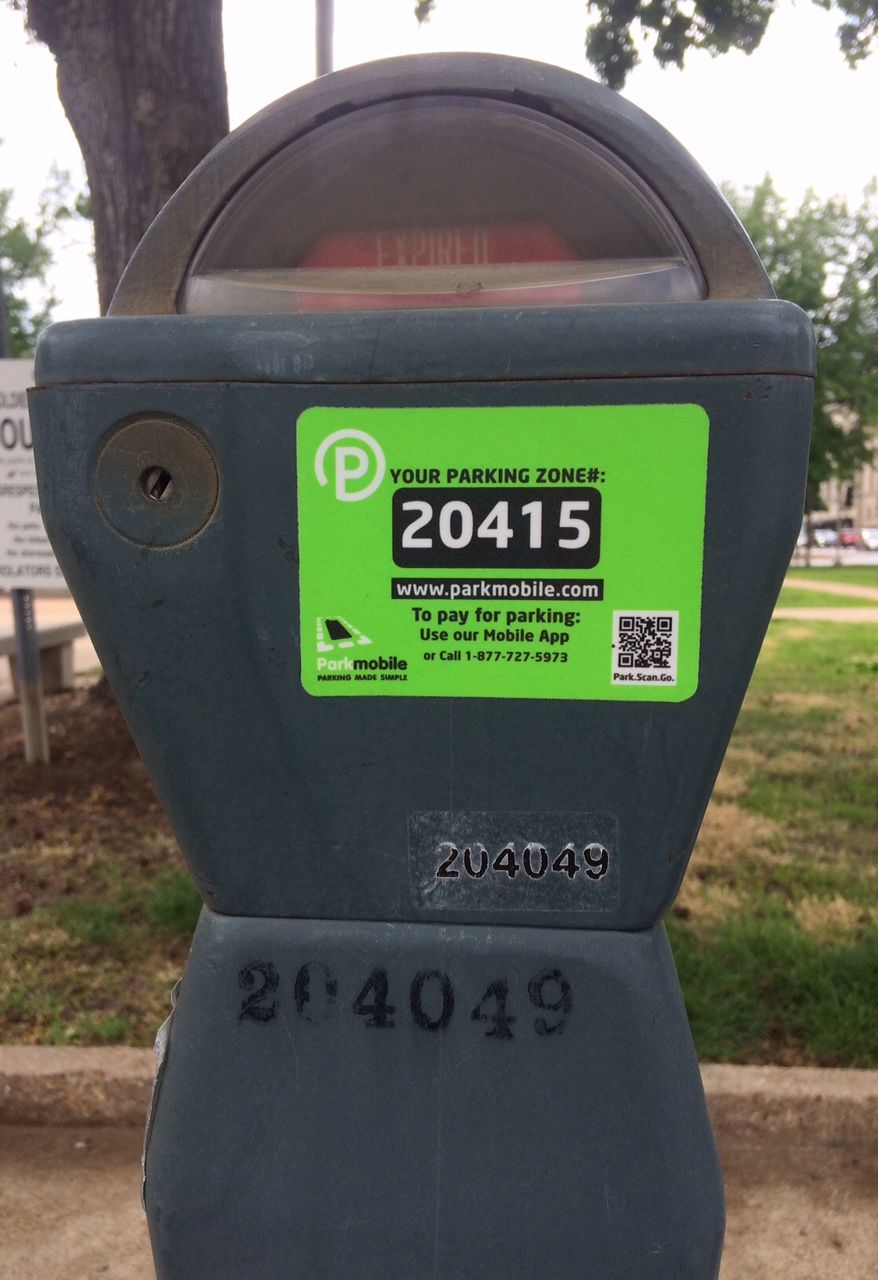 EXPIRED
P
YOUR PARKING ZONE#:
20415
www.parkmobile.com
To pay for parking:
Use our Mobile App
or Call 1-877-727-5973
Parkmobile
PARKING MADE SIMPLE
Park.Scan.Go.
204049
204049
OU